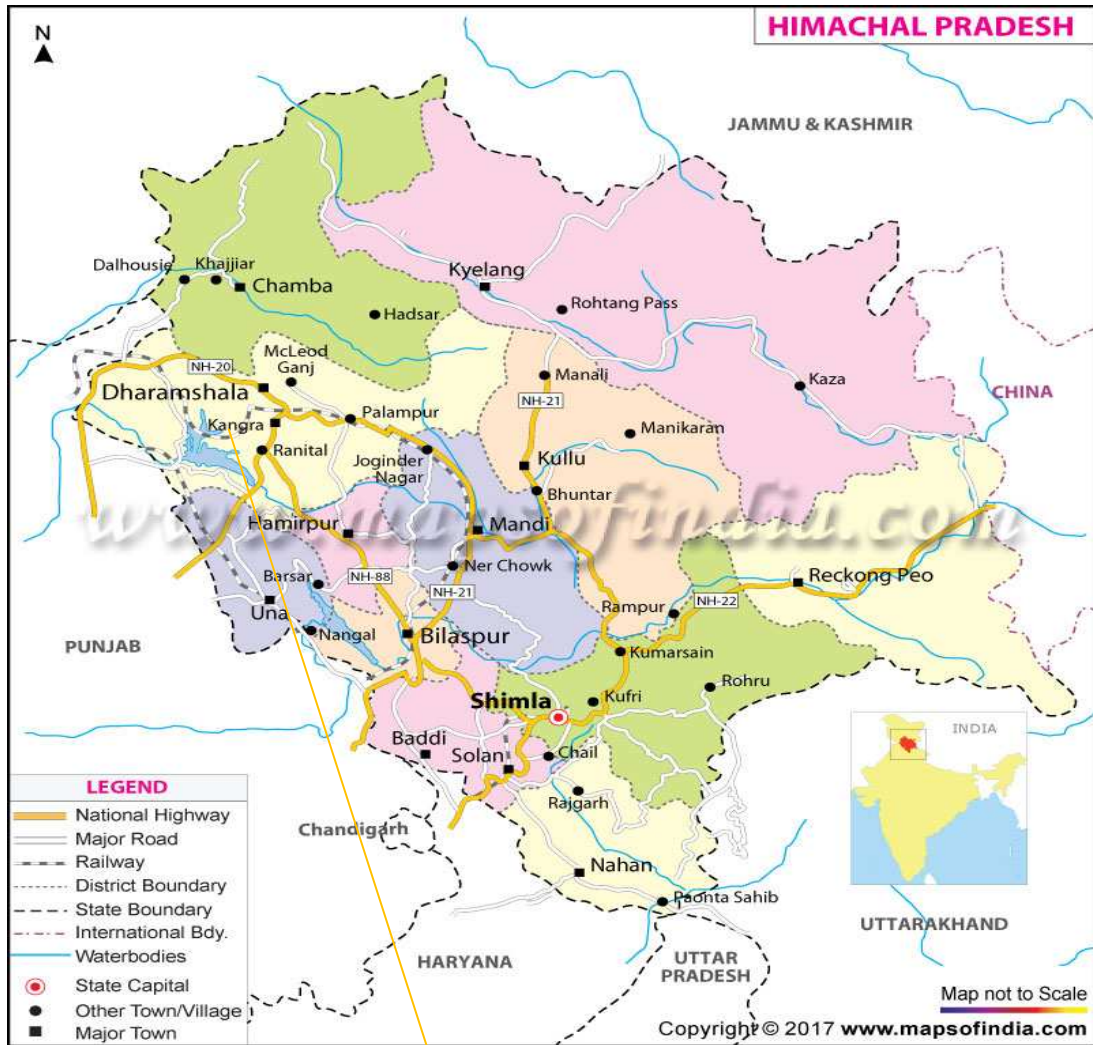 HIMACHAL PRADESH
N
JAMMU & KASHMIR
Dalhousie
Khajjiar
Chamba
Kyelang
Rohtang Pass
Hadsar
McLeod
Ganj
NH-20
Dharamshala
Manali
Kaza
CHINA
NH-21
Kangra
Palampur
Manikaran
Ranital
Joginder
Nagar
Kullu
Bhuntar
www.mapsofindia.com
Hamirpur
Mandi
Barsar
NH-88
Ner Chowk
Reckong Peo
NH-21
Una
Rampur
NH-22
Nangal
Bilaspur
PUNJAB
Kumarsain
Rohru
Kufri
Shimla
INDIA
Baddi
Solan
Chail
Rajgarh
LEGEND
National Highway
Major Road
Railway
District Boundary
State Boundary
International Bdy.
Waterbodies
State Capital
Other Town/Village
Major Town
Chandigarh
Nahan
Paonta Sahib
UTTARAKHAND
HARYANA
UTTAR
PRADESH
Map not to Scale
Copyright © 2017 www.mapsofindia.com